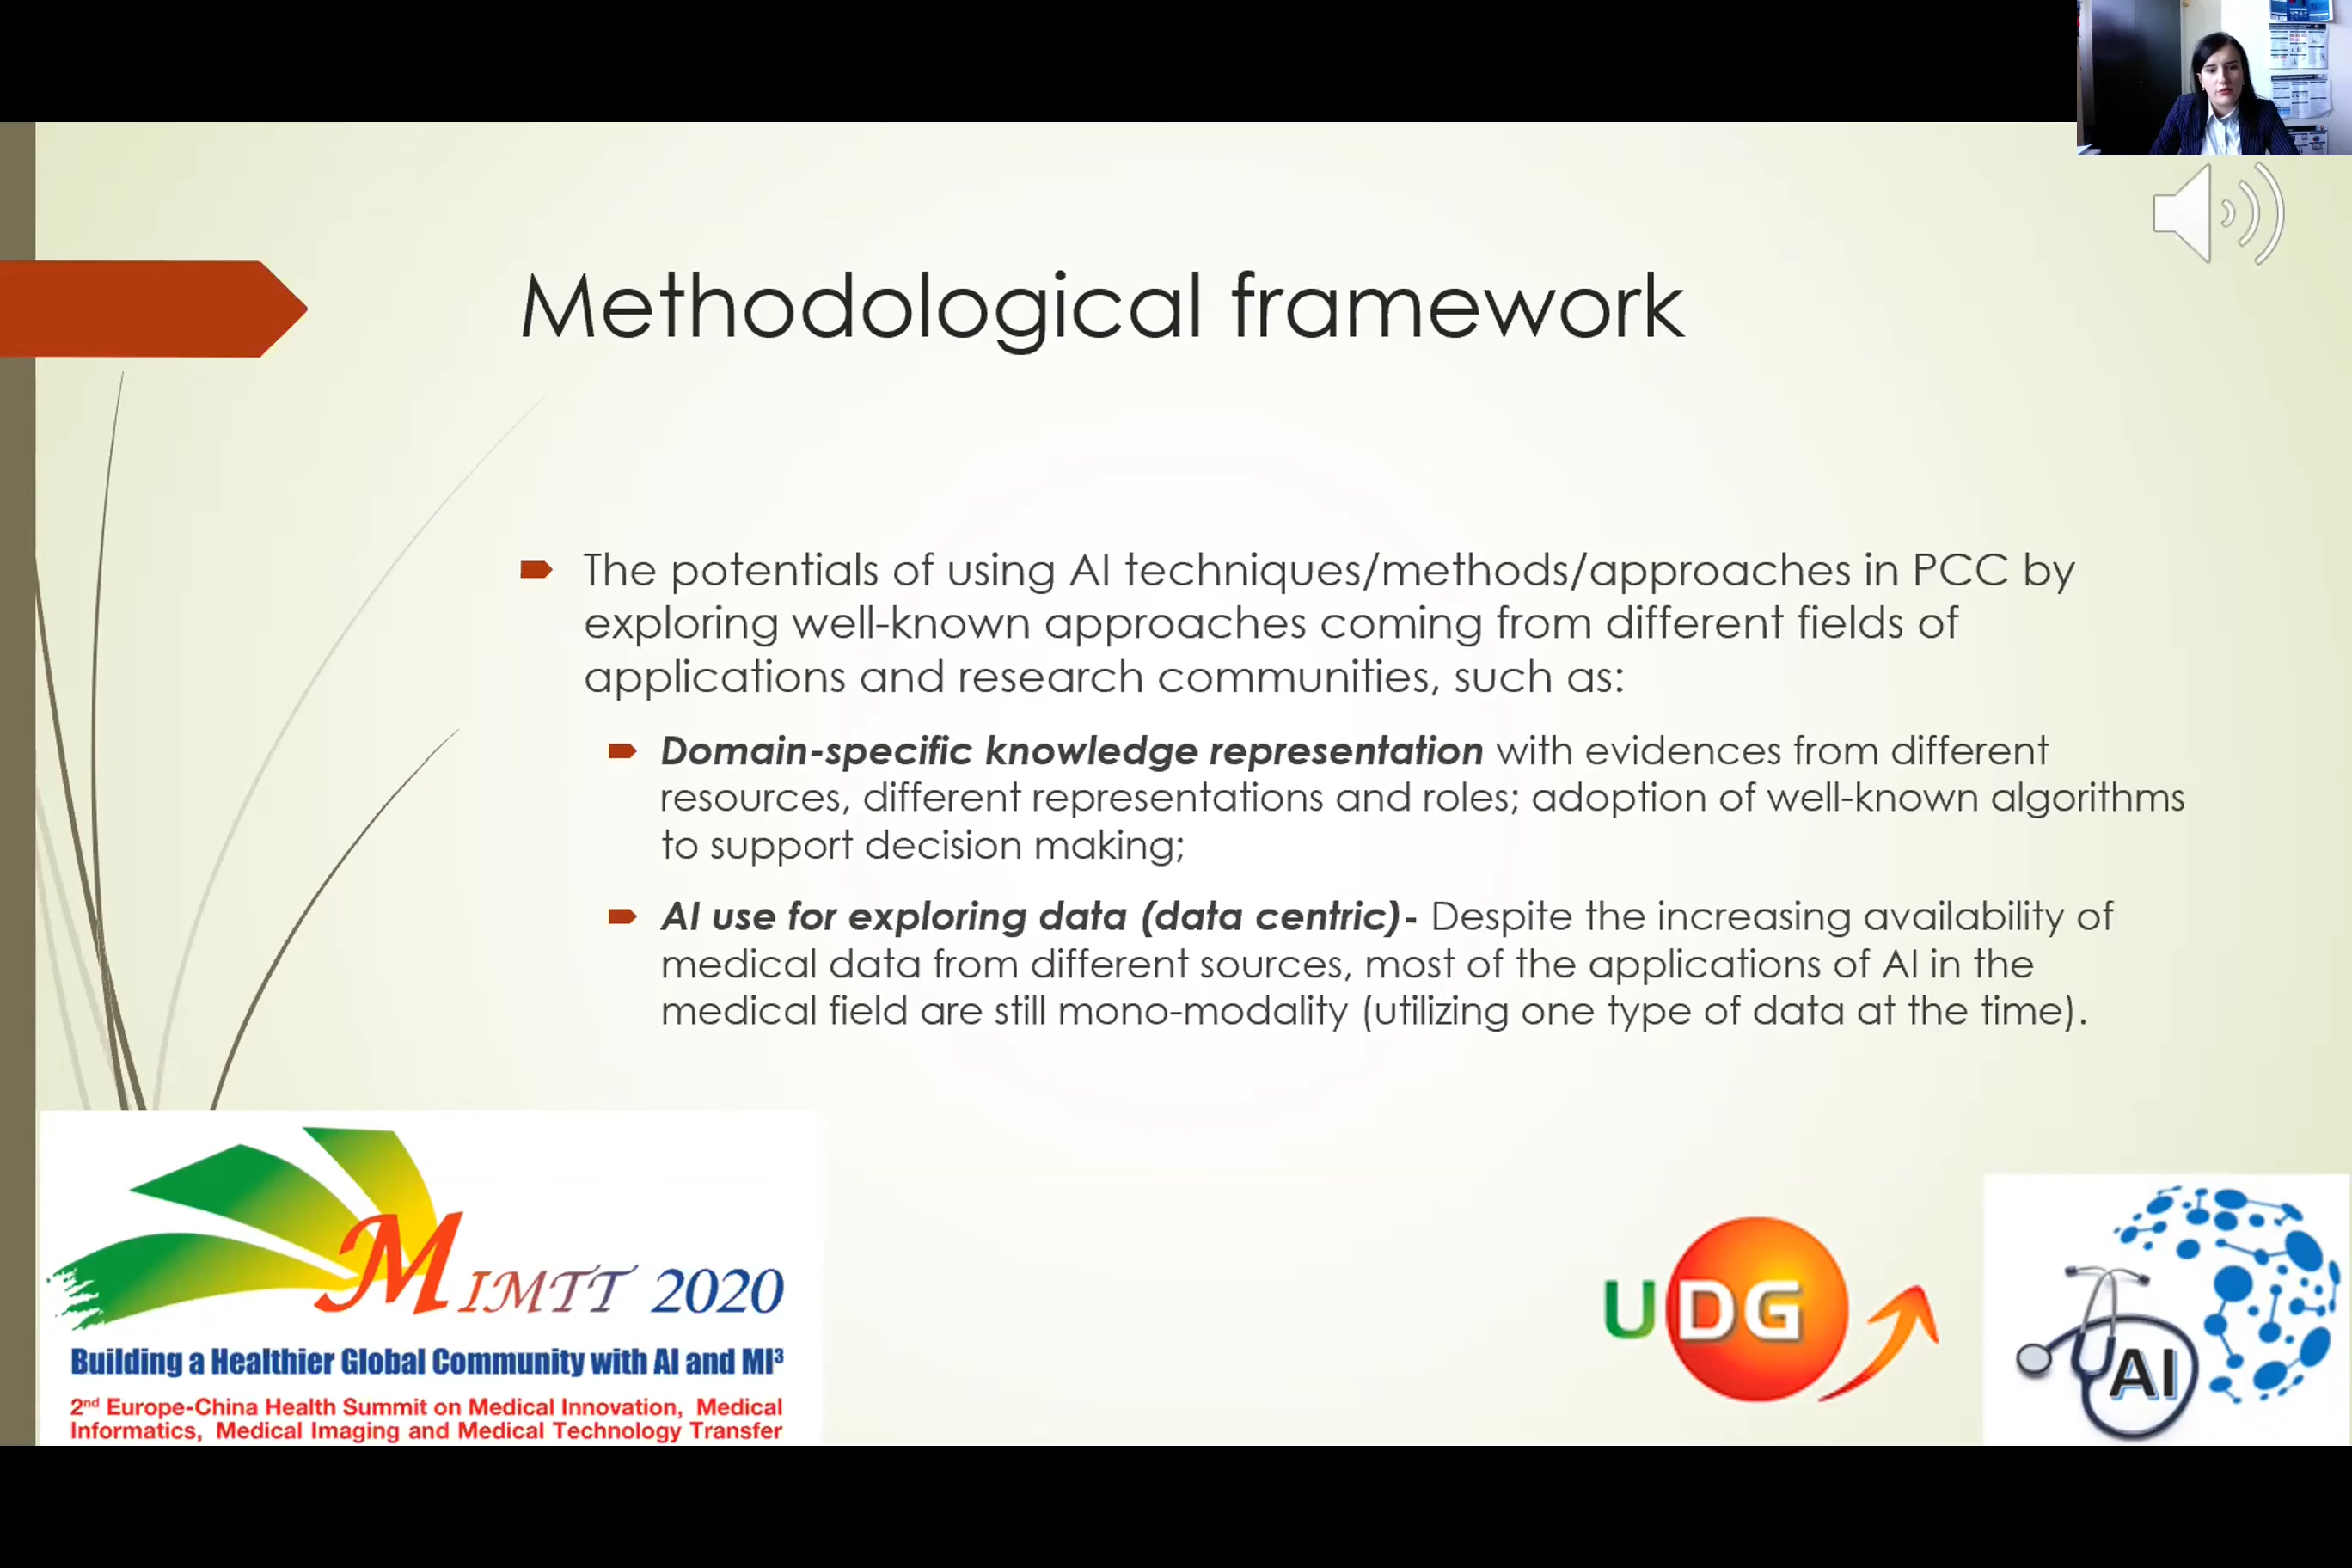 Methodological framework
The potentials of using AI techniques/methods/approaches in PCC by
exploring well-known approaches coming from different fields of
applications and research communities, such as:
Domain-specific knowledge representation with evidences from different
resources, different representations and roles; adoption of well-known algorithms
to support decision making;
AI use for exploring data (data centric)- Despite the increasing availability of
medical data from different sources, most of the applications of AI in the
medical field are still mono-modality (utilizing one type of data at the time).
MIMTT 2020
Building a Healthier Global Community with AI and MI³
2nd Europe-China Health Summit on Medical Innovation, Medical
Informatics, Medical Imaging and Medical Technology Transfer
UDG
AI